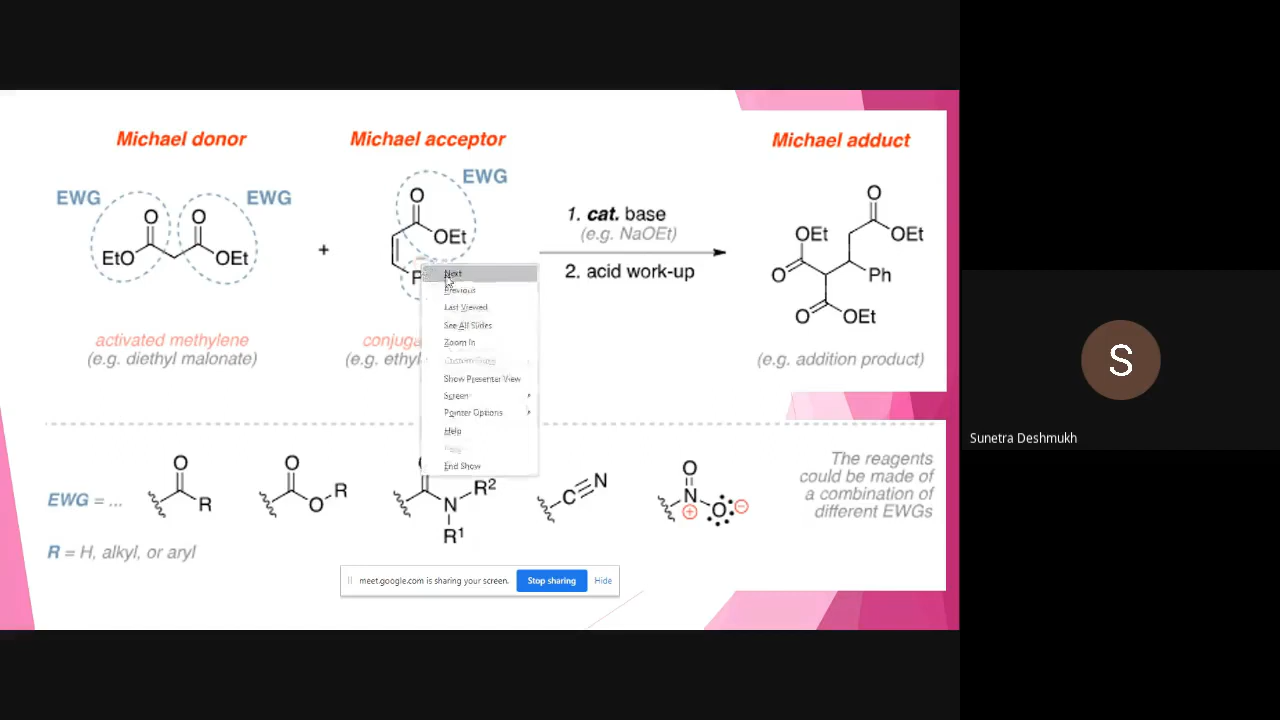 Michael donor
Michael acceptor
Michael adduct
EWG
EWG
EWG
O
O
EtO
OEt
+
O
OEt
P
1. cat. base
(e.g. NaOEt)
2. acid work-up
O
OEt
OEt
O
Ph
O
OEt
activated methylene
(e.g. diethyl malonate)
conjuga
(e.g. ethyl
(e.g. addition product)
Next
Previous
Last Viewed
See All Slides
Zoom In
Show Presenter View
Screen
Pointer Options
Help
End Show
EWG = ...
O
R
O
O
R
N
R²
R¹
C
N
O
N
+
O
−
The reagents
could be made of
a combination of
different EWGs
R = H, alkyl, or aryl
meet.google.com is sharing your screen.
Stop sharing
Hide
S
Sunetra Deshmukh